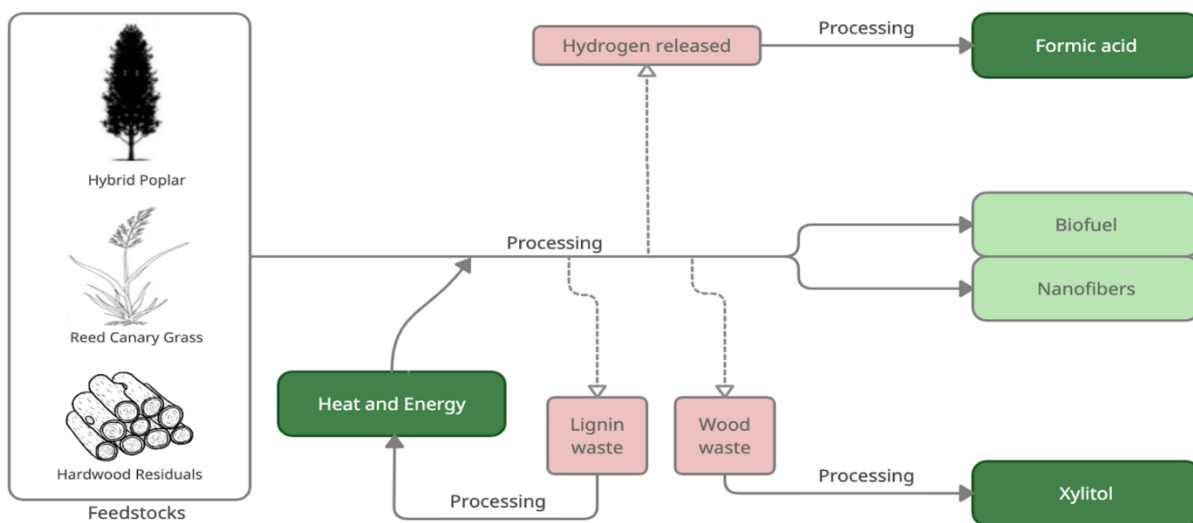 Hybrid Poplar
Reed Canary Grass
Hardwood Residuals
Feedstocks
Hydrogen released
Processing
Formic acid
Processing
Biofuel
Nanofibers
Heat and Energy
Lignin
waste
Wood
waste
Processing
Processing
Xylitol